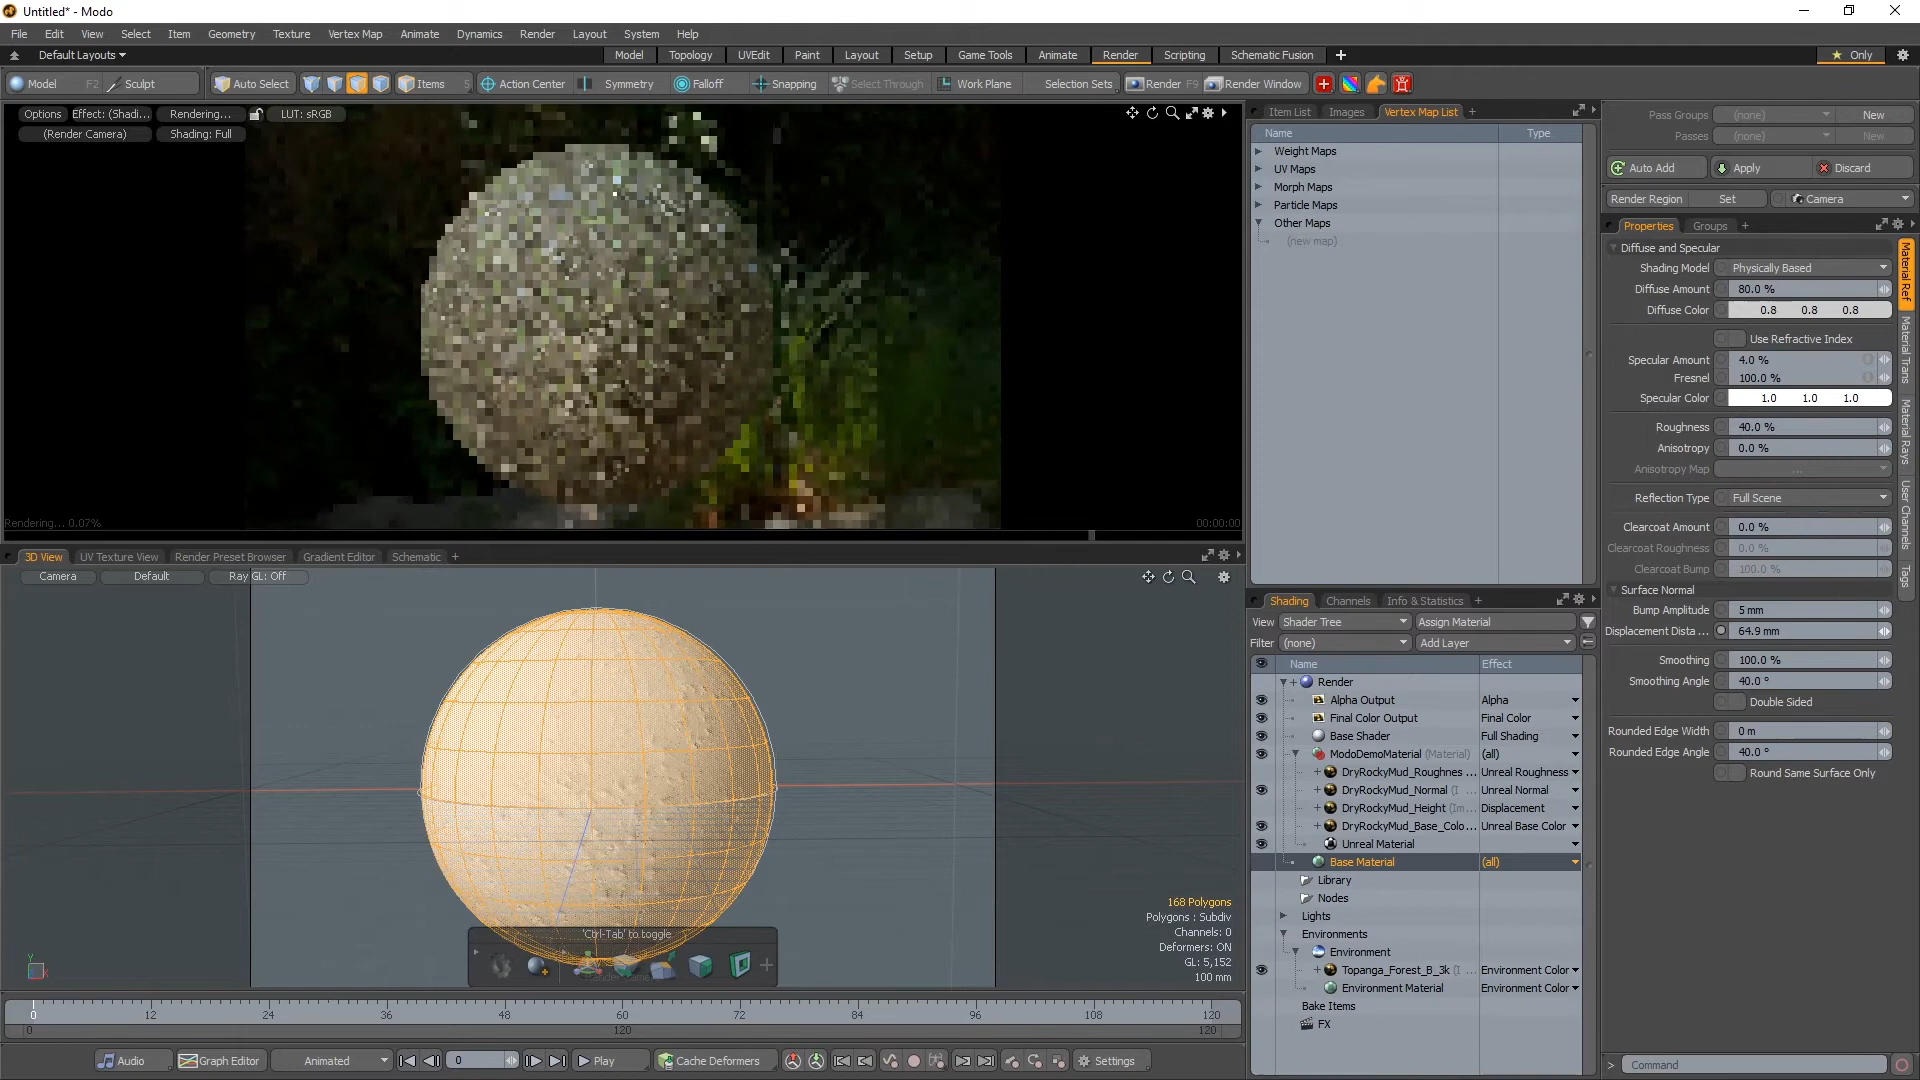 Untitled* - Modo
File Edit View Select Item Geometry Texture Vertex Map Animate Dynamics Render Layout System Help
Default Layouts Model Topology UVEdit Paint Layout Setup Game Tools Animate Render Scripting Schematic Fusion + Only
Model F2 Sculpt Auto Select Items 5 Action Center Symmetry Falloff Snapping Select Through Work Plane Selection Sets Render F9 Render Window
Options Effect: (Shadi... Rendering... LUT: sRGB
(Render Camera) Shading: Full
Rendering... 0.07% 00:00:00
3D View UV Texture View Render Preset Browser Gradient Editor Schematic +
Camera Default Ray GL: Off
168 Polygons
Polygons : Subdiv
Channels: 0
Deformers: ON
GL: 5,152
100 mm
'Ctrl-Tab' to toggle
Y
X
0 12 24 36 48 60 72 84 96 108 120
0 120 120
Audio Graph Editor Animated 0 Play Cache Deformers Settings
Item List Images Vertex Map List +
Name Type
Weight Maps
UV Maps
Morph Maps
Particle Maps
Other Maps
(new map)
Shading Channels Info & Statistics +
View Shader Tree Assign Material
Filter (none) Add Layer
Name Effect
Render
Alpha Output Alpha
Final Color Output Final Color
Base Shader Full Shading
ModoDemoMaterial (Material) (all)
DryRockyMud_Roughnes ... Unreal Roughness
DryRockyMud_Normal (I ... Unreal Normal
DryRockyMud_Height (Im... Displacement
DryRockyMud_Base_Colo... Unreal Base Color
Unreal Material
Base Material (all)
Library
Nodes
Lights
Environments
Environment
Topanga_Forest_B_3k (I ... Environment Color
Environment Material Environment Color
Bake Items
FX
Pass Groups (none) New
Passes (none) New
Auto Add Apply Discard
Render Region Set Camera
Properties Groups +
Diffuse and Specular
Shading Model Physically Based
Diffuse Amount 80.0 %
Diffuse Color 0.8 0.8 0.8
Use Refractive Index
Specular Amount 4.0 %
Fresnel 100.0 %
Specular Color 1.0 1.0 1.0
Roughness 40.0 %
Anisotropy 0.0 %
Anisotropy Map ...
Reflection Type Full Scene
Clearcoat Amount 0.0 %
Clearcoat Roughness 0.0 %
Clearcoat Bump 100.0 %
Surface Normal
Bump Amplitude 5 mm
Displacement Dista ... 64.9 mm
Smoothing 100.0 %
Smoothing Angle 40.0 °
Double Sided
Rounded Edge Width 0 m
Rounded Edge Angle 40.0 °
Round Same Surface Only
Material Ref
Material Trans
Material Rays
User Channels
Tags
> Command